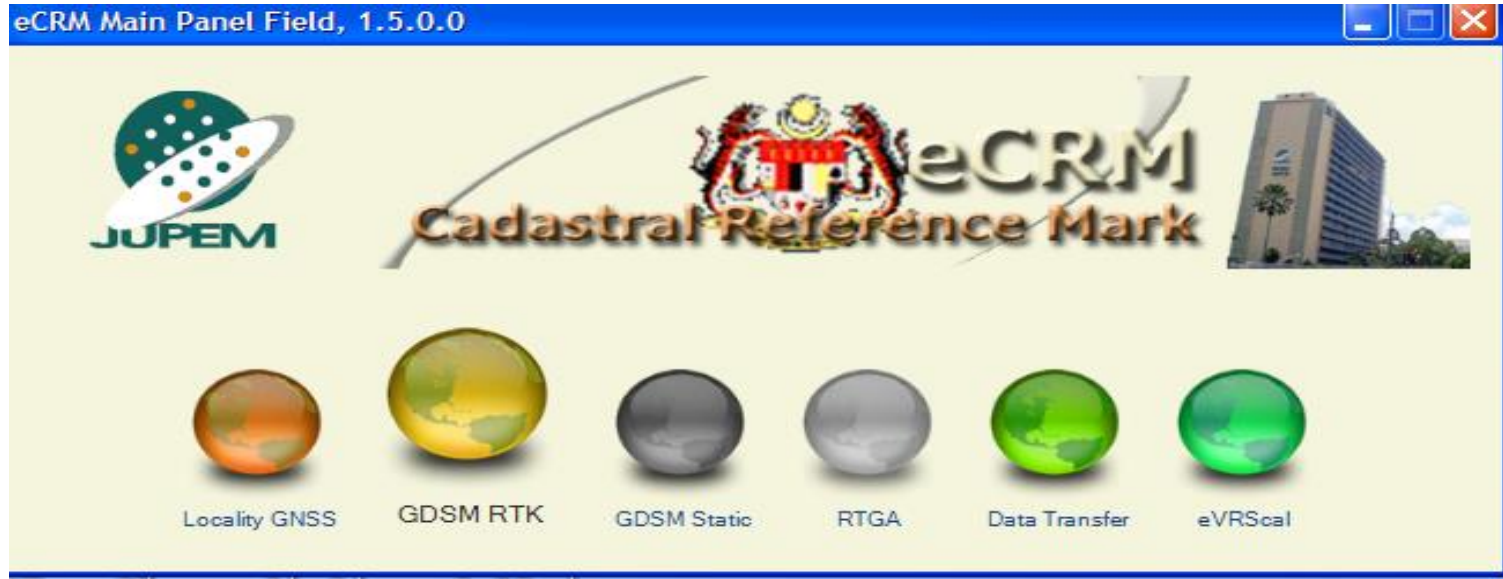 eCRM Main Panel Field, 1.5.0.0
JUPEM
eCRM
Cadastral Reference Mark
Locality GNSS
GDSM RTK
GDSM Static
RTGA
Data Transfer
eVRScal